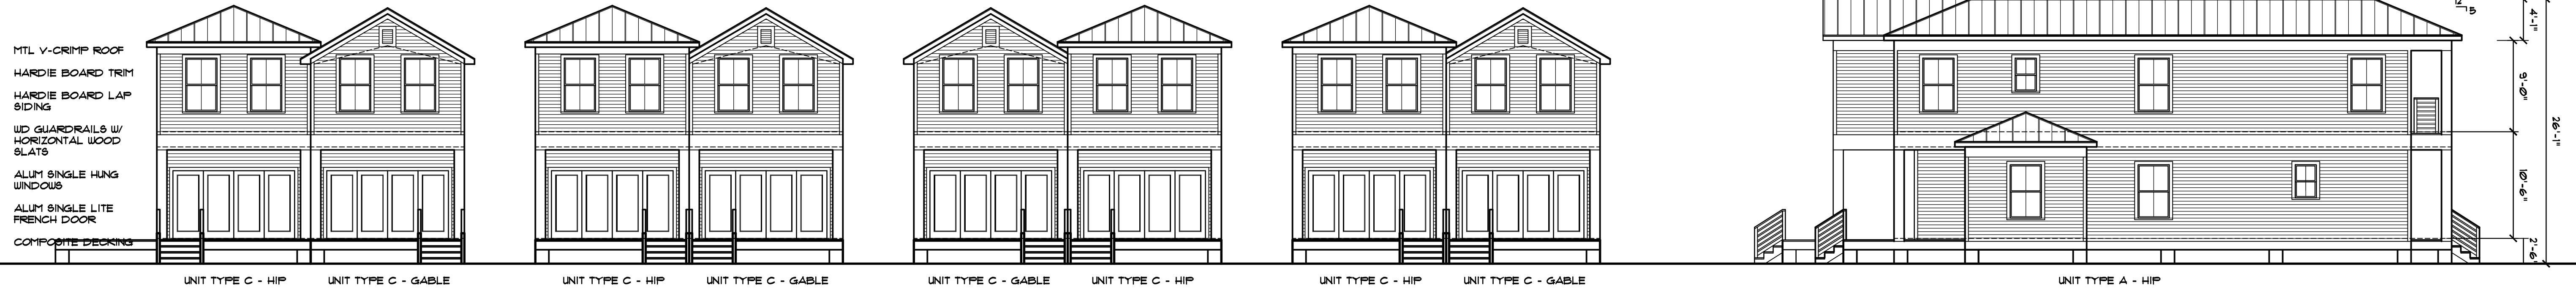 MTL V-CRIMP ROOF
HARDIE BOARD TRIM
HARDIE BOARD LAP
SIDING
WD GUARDRAILS W/
HORIZONTAL WOOD
SLATS
ALUM SINGLE HUNG
WINDOWS
ALUM SINGLE LITE
FRENCH DOOR
COMPOSITE DECKING
UNIT TYPE C - HIP
UNIT TYPE C - GABLE
UNIT TYPE C - HIP
UNIT TYPE C - GABLE
UNIT TYPE C - GABLE
UNIT TYPE C - HIP
UNIT TYPE C - HIP
UNIT TYPE C - GABLE
UNIT TYPE A - HIP
12
5
4'-1"
9'-0"
10'-6"
2'-6"
26'-1"